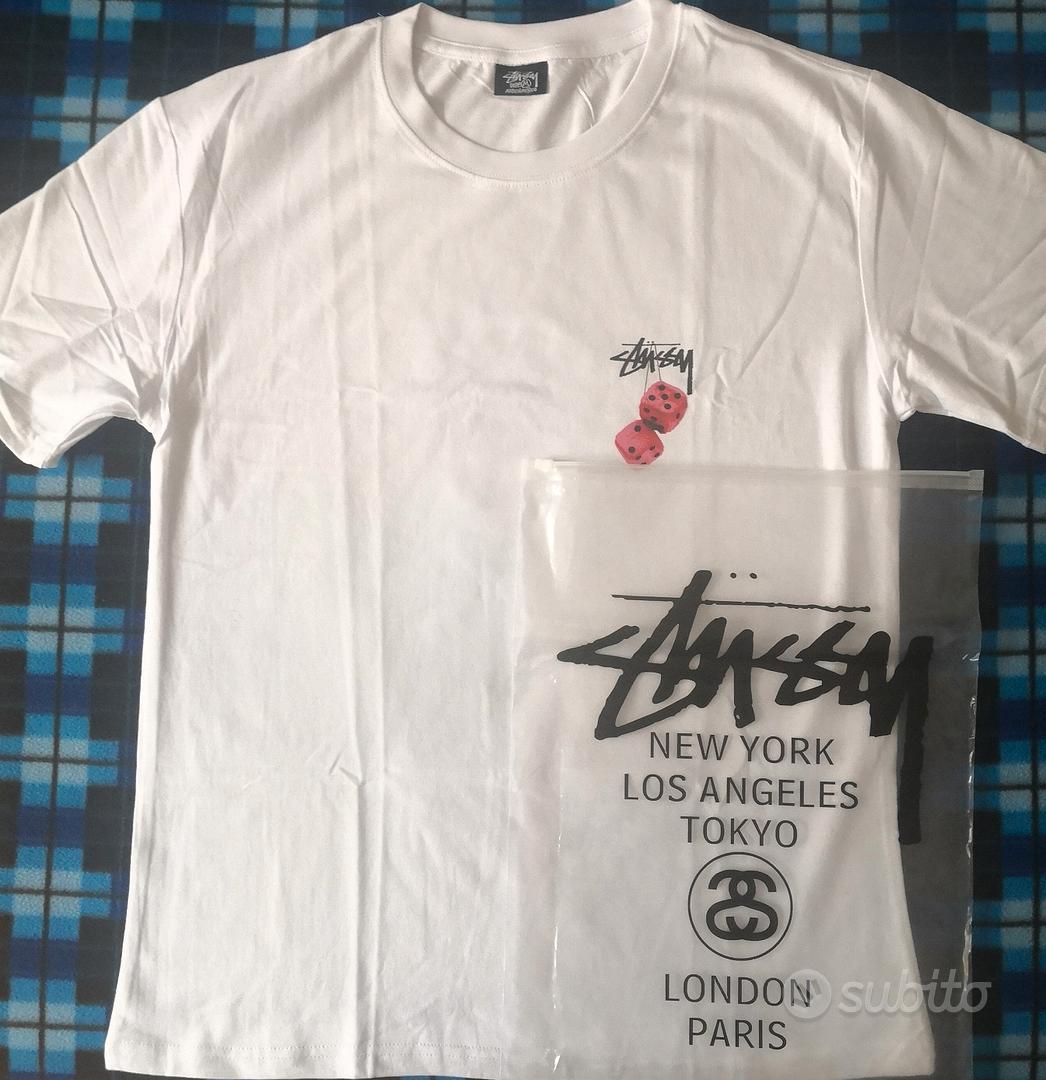 STÜSSY
STÜSSY
STÜSSY
NEW YORK
LOS ANGELES
TOKYO
LONDON
PARIS
subito